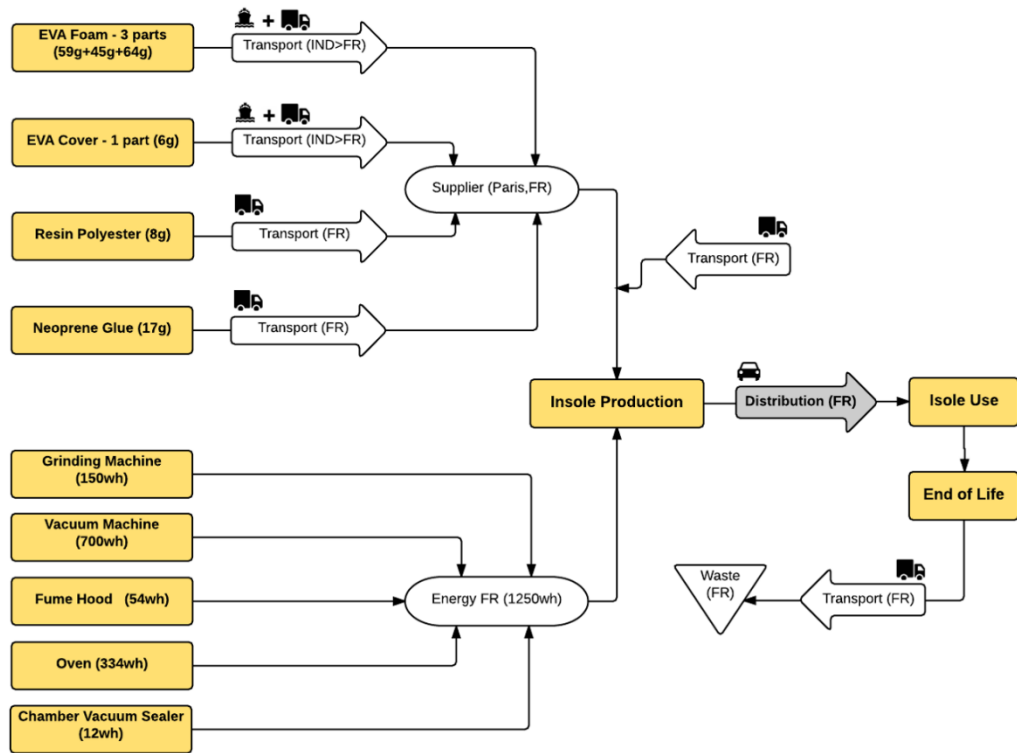 EVA Foam - 3 parts
(59g+45g+64g)
+
Transport (IND>FR)
EVA Cover - 1 part (6g)
+
Transport (IND>FR)
Supplier (Paris,FR)
Resin Polyester (8g)
Transport (FR)
Transport (FR)
Neoprene Glue (17g)
Transport (FR)
Insole Production
Distribution (FR)
Isole Use
Grinding Machine
(150wh)
End of Life
Vacuum Machine
(700wh)
Fume Hood (54wh)
Energy FR (1250wh)
Waste
(FR)
Transport (FR)
Oven (334wh)
Chamber Vacuum Sealer
(12wh)